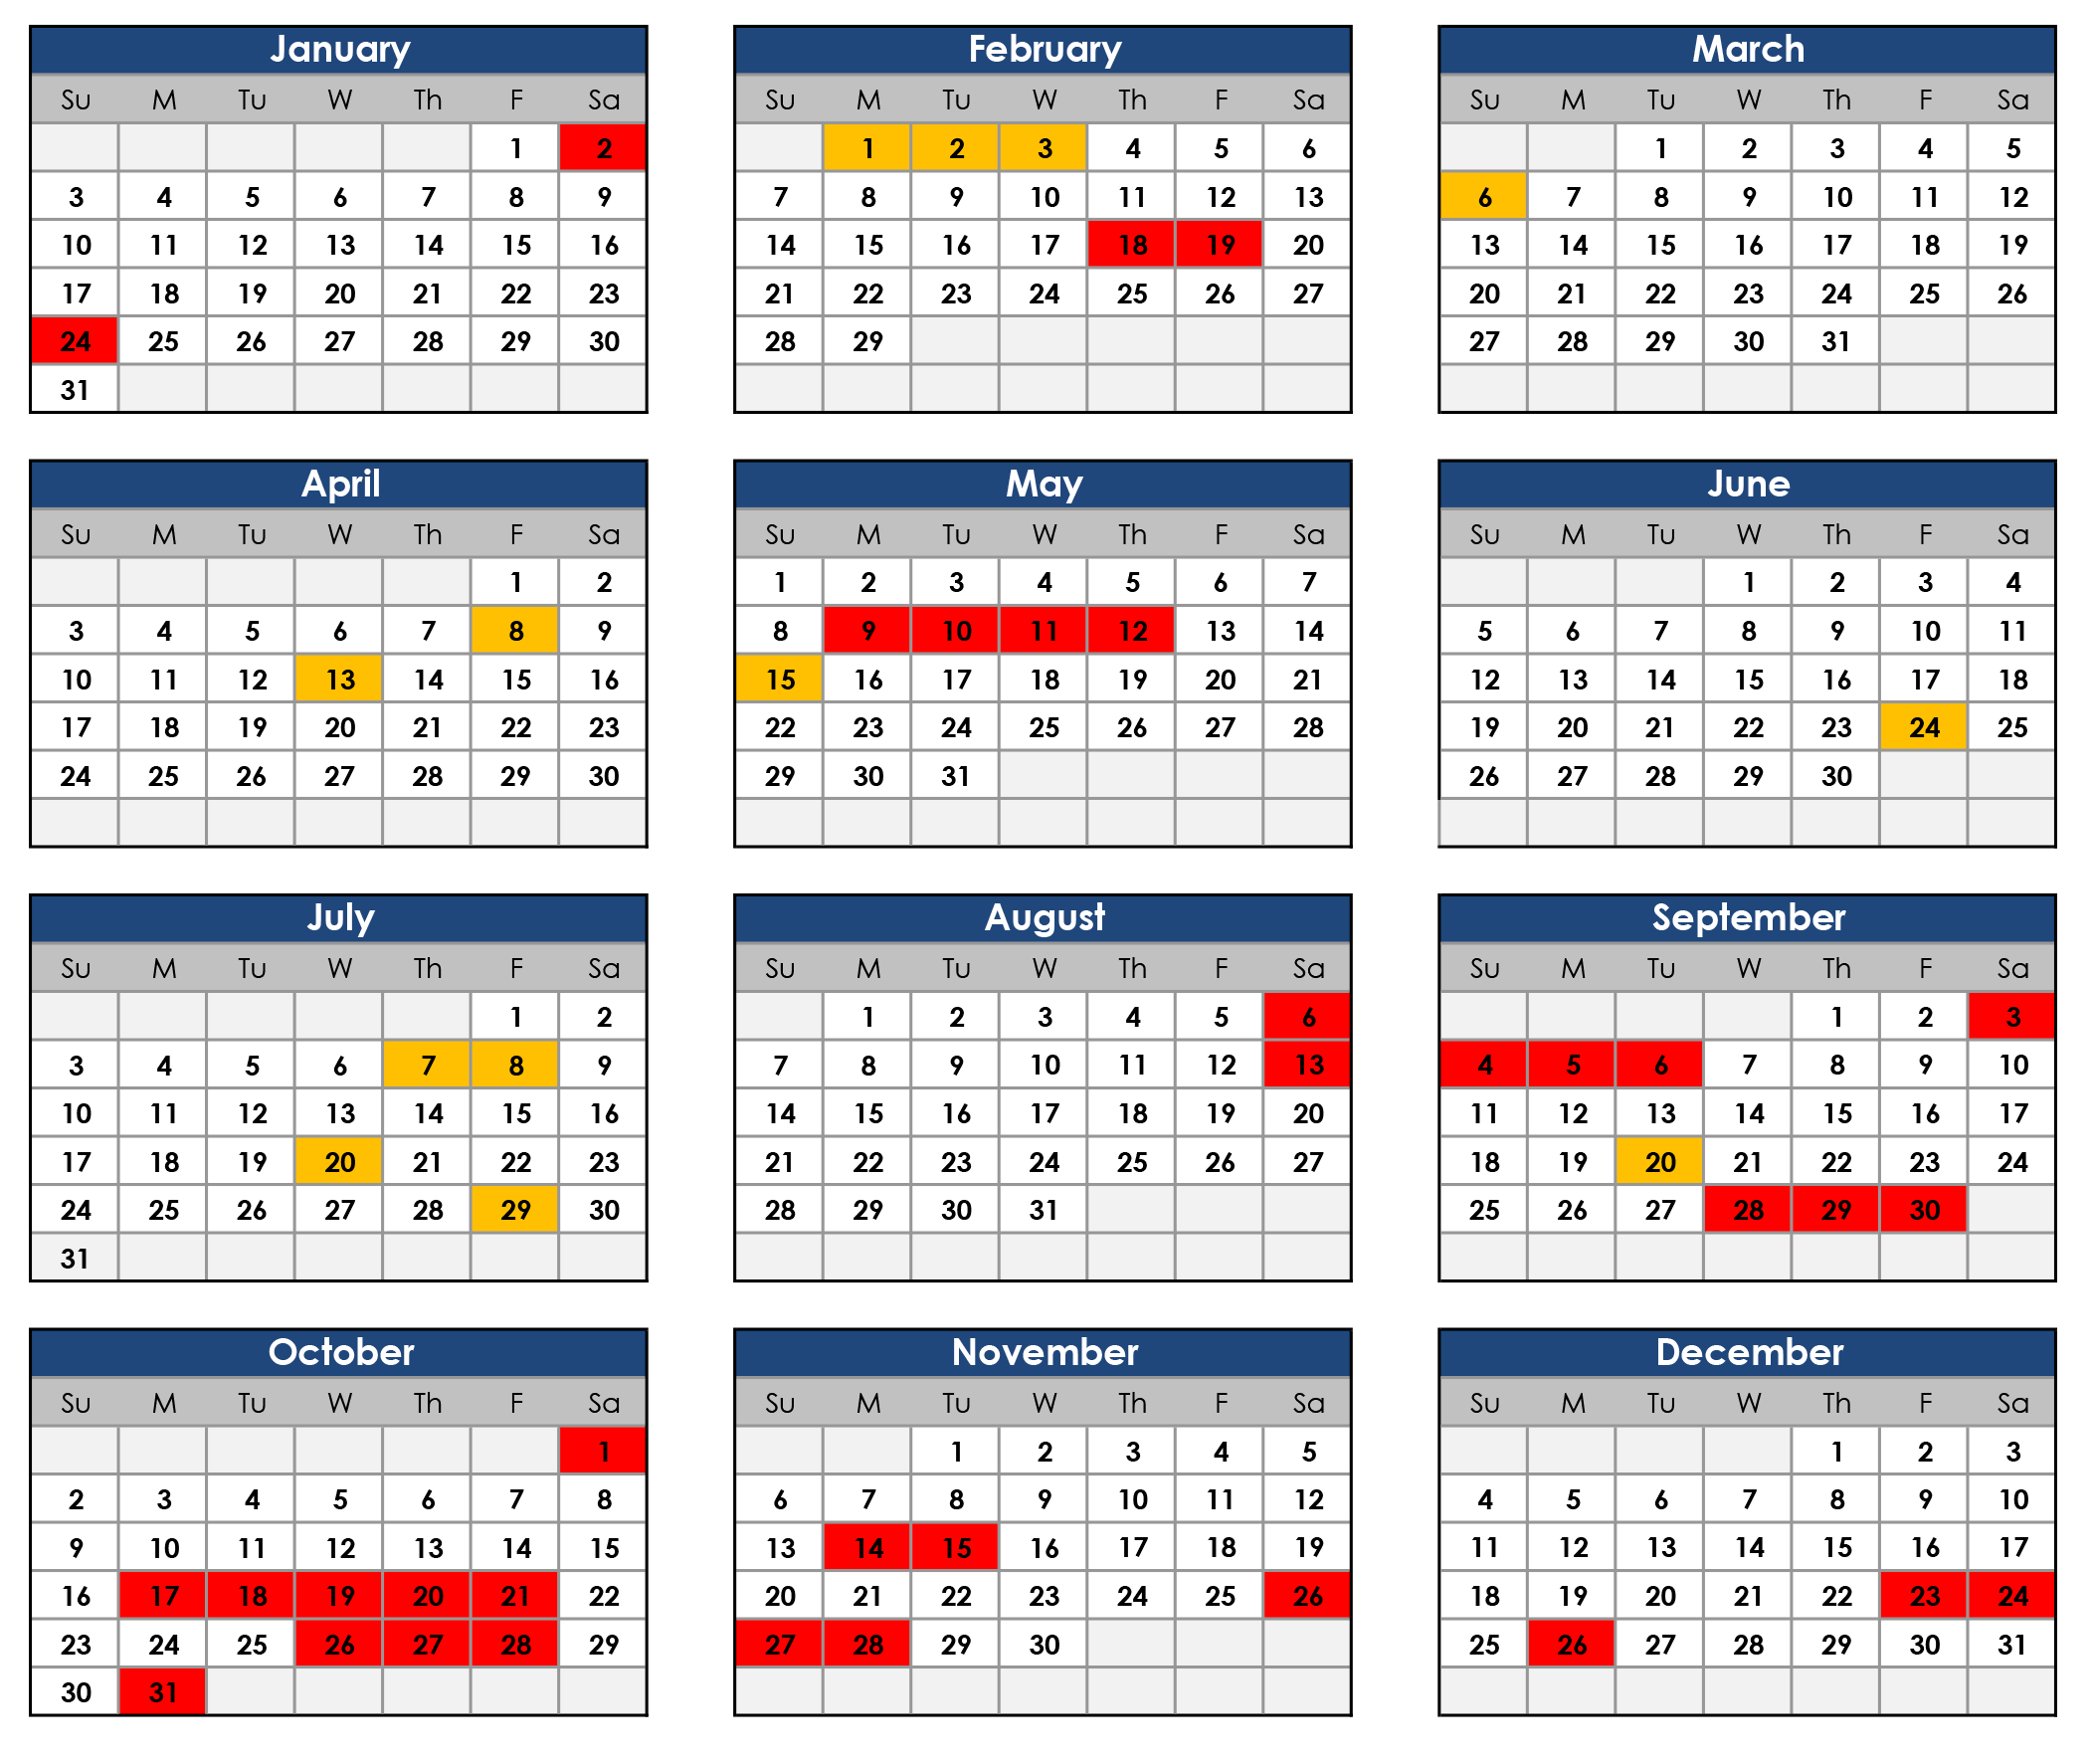 January
Su M Tu W Th F Sa
1 2
3 4 5 6 7 8 9
10 11 12 13 14 15 16
17 18 19 20 21 22 23
24 25 26 27 28 29 30
31
February
Su M Tu W Th F Sa
1 2 3 4 5 6
7 8 9 10 11 12 13
14 15 16 17 18 19 20
21 22 23 24 25 26 27
28 29
March
Su M Tu W Th F Sa
1 2 3 4 5
6 7 8 9 10 11 12
13 14 15 16 17 18 19
20 21 22 23 24 25 26
27 28 29 30 31
April
Su M Tu W Th F Sa
1 2
3 4 5 6 7 8 9
10 11 12 13 14 15 16
17 18 19 20 21 22 23
24 25 26 27 28 29 30
May
Su M Tu W Th F Sa
1 2 3 4 5 6 7
8 9 10 11 12 13 14
15 16 17 18 19 20 21
22 23 24 25 26 27 28
29 30 31
June
Su M Tu W Th F Sa
1 2 3 4
5 6 7 8 9 10 11
12 13 14 15 16 17 18
19 20 21 22 23 24 25
26 27 28 29 30
July
Su M Tu W Th F Sa
1 2
3 4 5 6 7 8 9
10 11 12 13 14 15 16
17 18 19 20 21 22 23
24 25 26 27 28 29 30
31
August
Su M Tu W Th F Sa
1 2 3 4 5 6
7 8 9 10 11 12 13
14 15 16 17 18 19 20
21 22 23 24 25 26 27
28 29 30 31
September
Su M Tu W Th F Sa
1 2 3
4 5 6 7 8 9 10
11 12 13 14 15 16 17
18 19 20 21 22 23 24
25 26 27 28 29 30
October
Su M Tu W Th F Sa
1
2 3 4 5 6 7 8
9 10 11 12 13 14 15
16 17 18 19 20 21 22
23 24 25 26 27 28 29
30 31
November
Su M Tu W Th F Sa
1 2 3 4 5
6 7 8 9 10 11 12
13 14 15 16 17 18 19
20 21 22 23 24 25 26
27 28 29 30
December
Su M Tu W Th F Sa
1 2 3
4 5 6 7 8 9 10
11 12 13 14 15 16 17
18 19 20 21 22 23 24
25 26 27 28 29 30 31